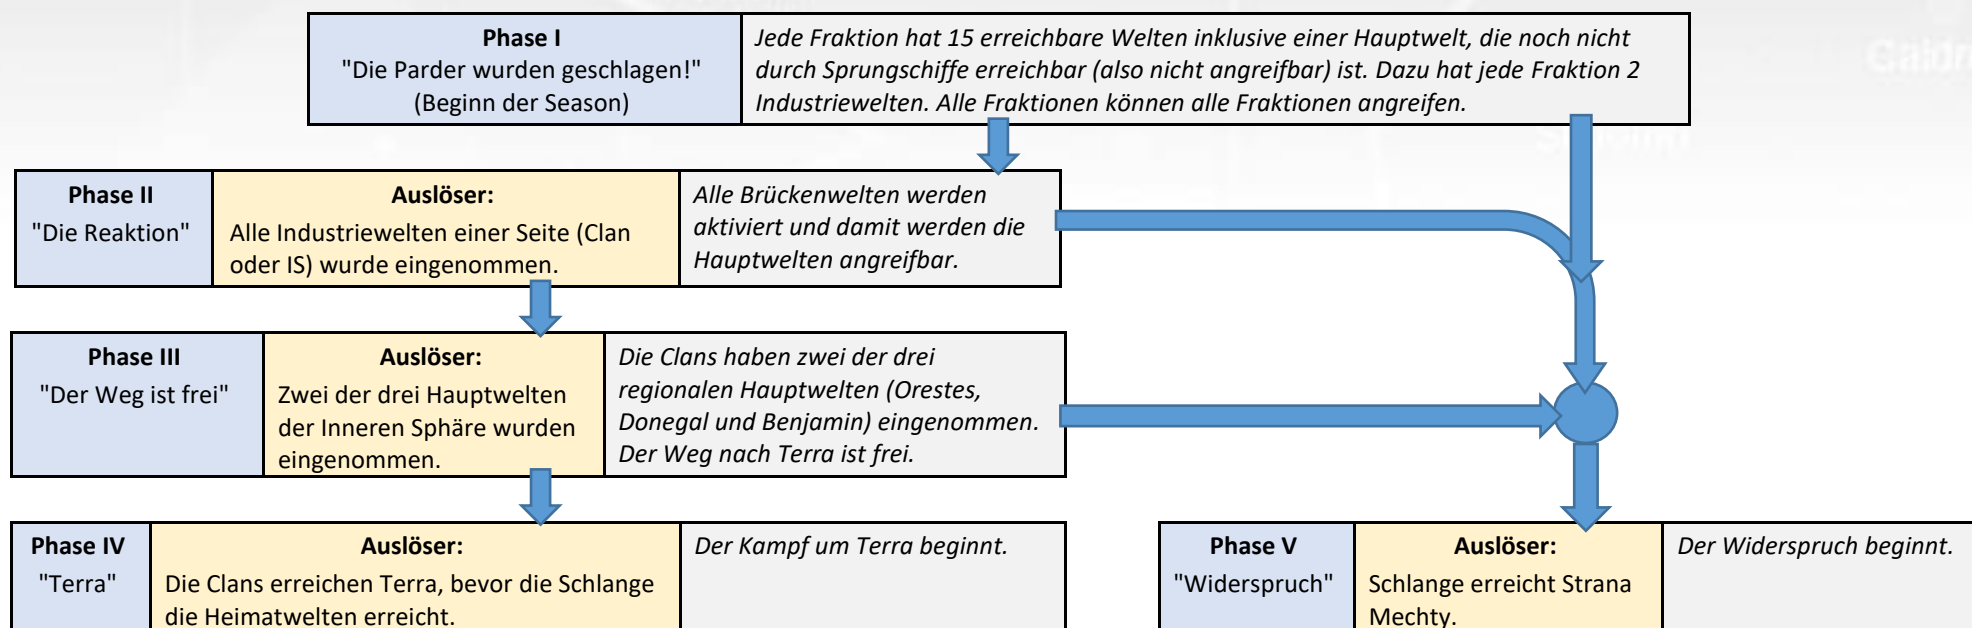 Phase I
"Die Parder wurden geschlagen!"
(Beginn der Season)
Jede Fraktion hat 15 erreichbare Welten inklusive einer Hauptwelt, die noch nicht
durch Sprungschiffe erreichbar (also nicht angreifbar) ist. Dazu hat jede Fraktion 2
Industriewelten. Alle Fraktionen können alle Fraktionen angreifen.
Phase II
"Die Reaktion"
Auslöser:
Alle Industriewelten einer Seite (Clan
oder IS) wurde eingenommen.
Alle Brückenwelten werden
aktiviert und damit werden die
Hauptwelten angreifbar.
Phase III
"Der Weg ist frei"
Auslöser:
Zwei der drei Hauptwelten
der Inneren Sphäre wurden
eingenommen.
Die Clans haben zwei der drei
regionalen Hauptwelten (Orestes,
Donegal und Benjamin) eingenommen.
Der Weg nach Terra ist frei.
Phase IV
"Terra"
Auslöser:
Die Clans erreichen Terra, bevor die Schlange
die Heimatwelten erreicht.
Der Kampf um Terra beginnt.
Phase V
"Widerspruch"
Auslöser:
Schlange erreicht Strana
Mechty.
Der Widerspruch beginnt.